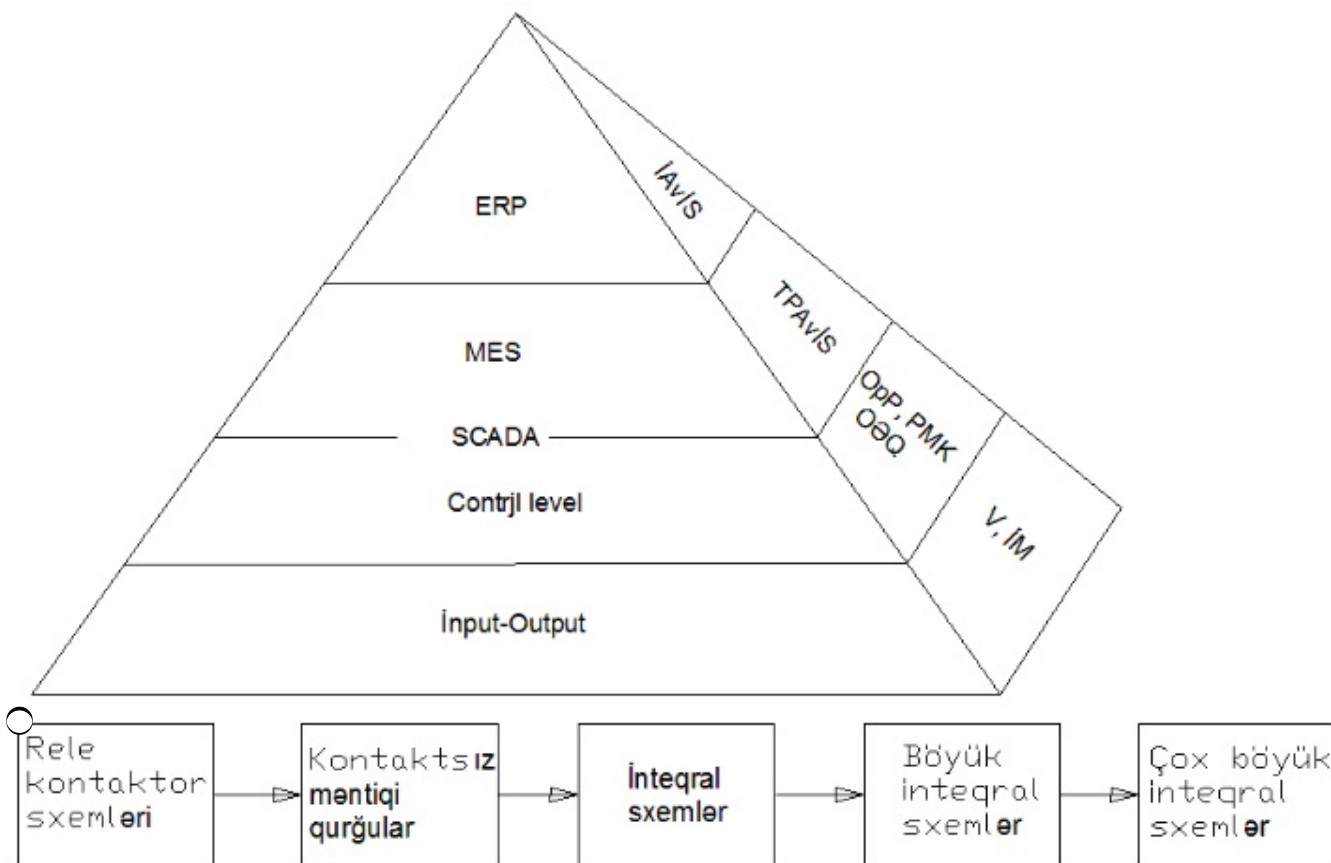 ERP
İAvİS
MES
TPAvİS
SCADA
OpP, PMK
OƏQ
Contrjl level
V, İM
İnput-Output
Rele
kontaktor
sxemləri
Kontaktsız
məntiqi
qurğular
İnteqral
sxemlər
Böyük
inteqral
sxemlər
Çox böyük
inteqral
sxemlər